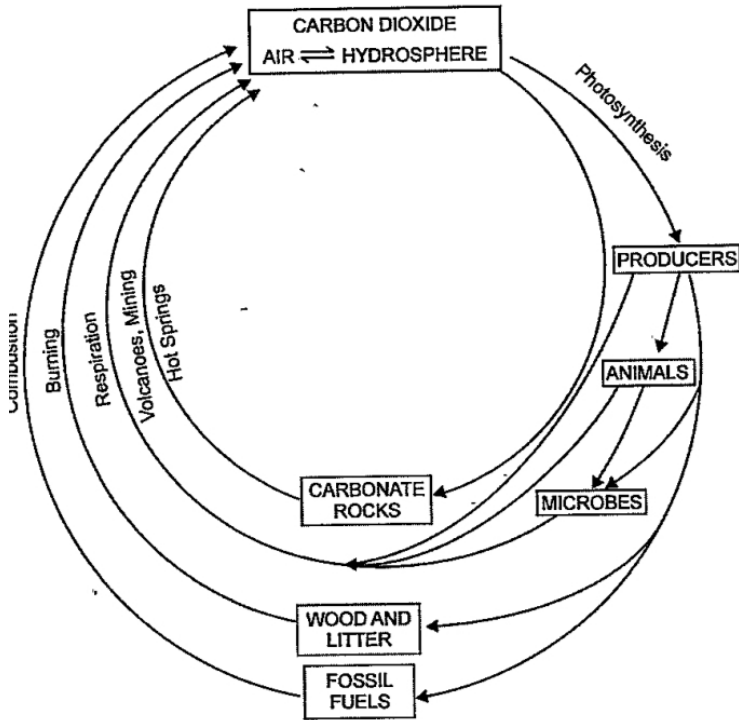 CARBON DIOXIDE
AIR ⇌ HYDROSPHERE
Photosynthesis
PRODUCERS
ANIMALS
MICROBES
CARBONATE
ROCKS
WOOD AND
LITTER
FOSSIL
FUELS
Combustion
Burning
Respiration
Volcanoes, Mining
Hot Springs